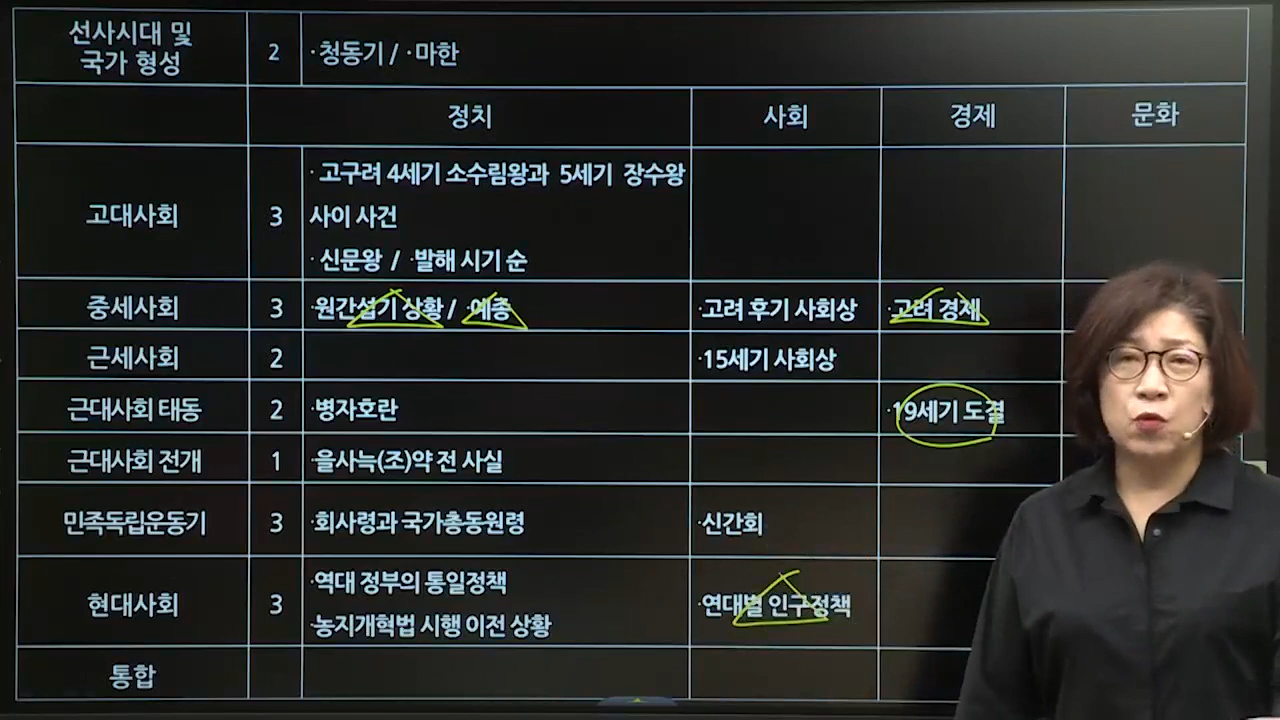 선사시대 및
국가 형성
2
·청동기 / ·마한
정치
사회
경제
문화
고대사회
3
· 고구려 4세기 소수림왕과 5세기 장수왕
사이 사건
· 신문왕 / ·발해 시기 순
중세사회
3
·원간섭기 상황 / ·예종
·고려 후기 사회상
·고려 경제
근세사회
2
·15세기 사회상
근대사회 태동
2
·병자호란
·19세기 도결
근대사회 전개
1
·을사늑(조)약 전 사실
민족독립운동기
3
·회사령과 국가총동원령
·신간회
현대사회
3
·역대 정부의 통일정책
·농지개혁법 시행 이전 상황
·연대별 인구정책
통합